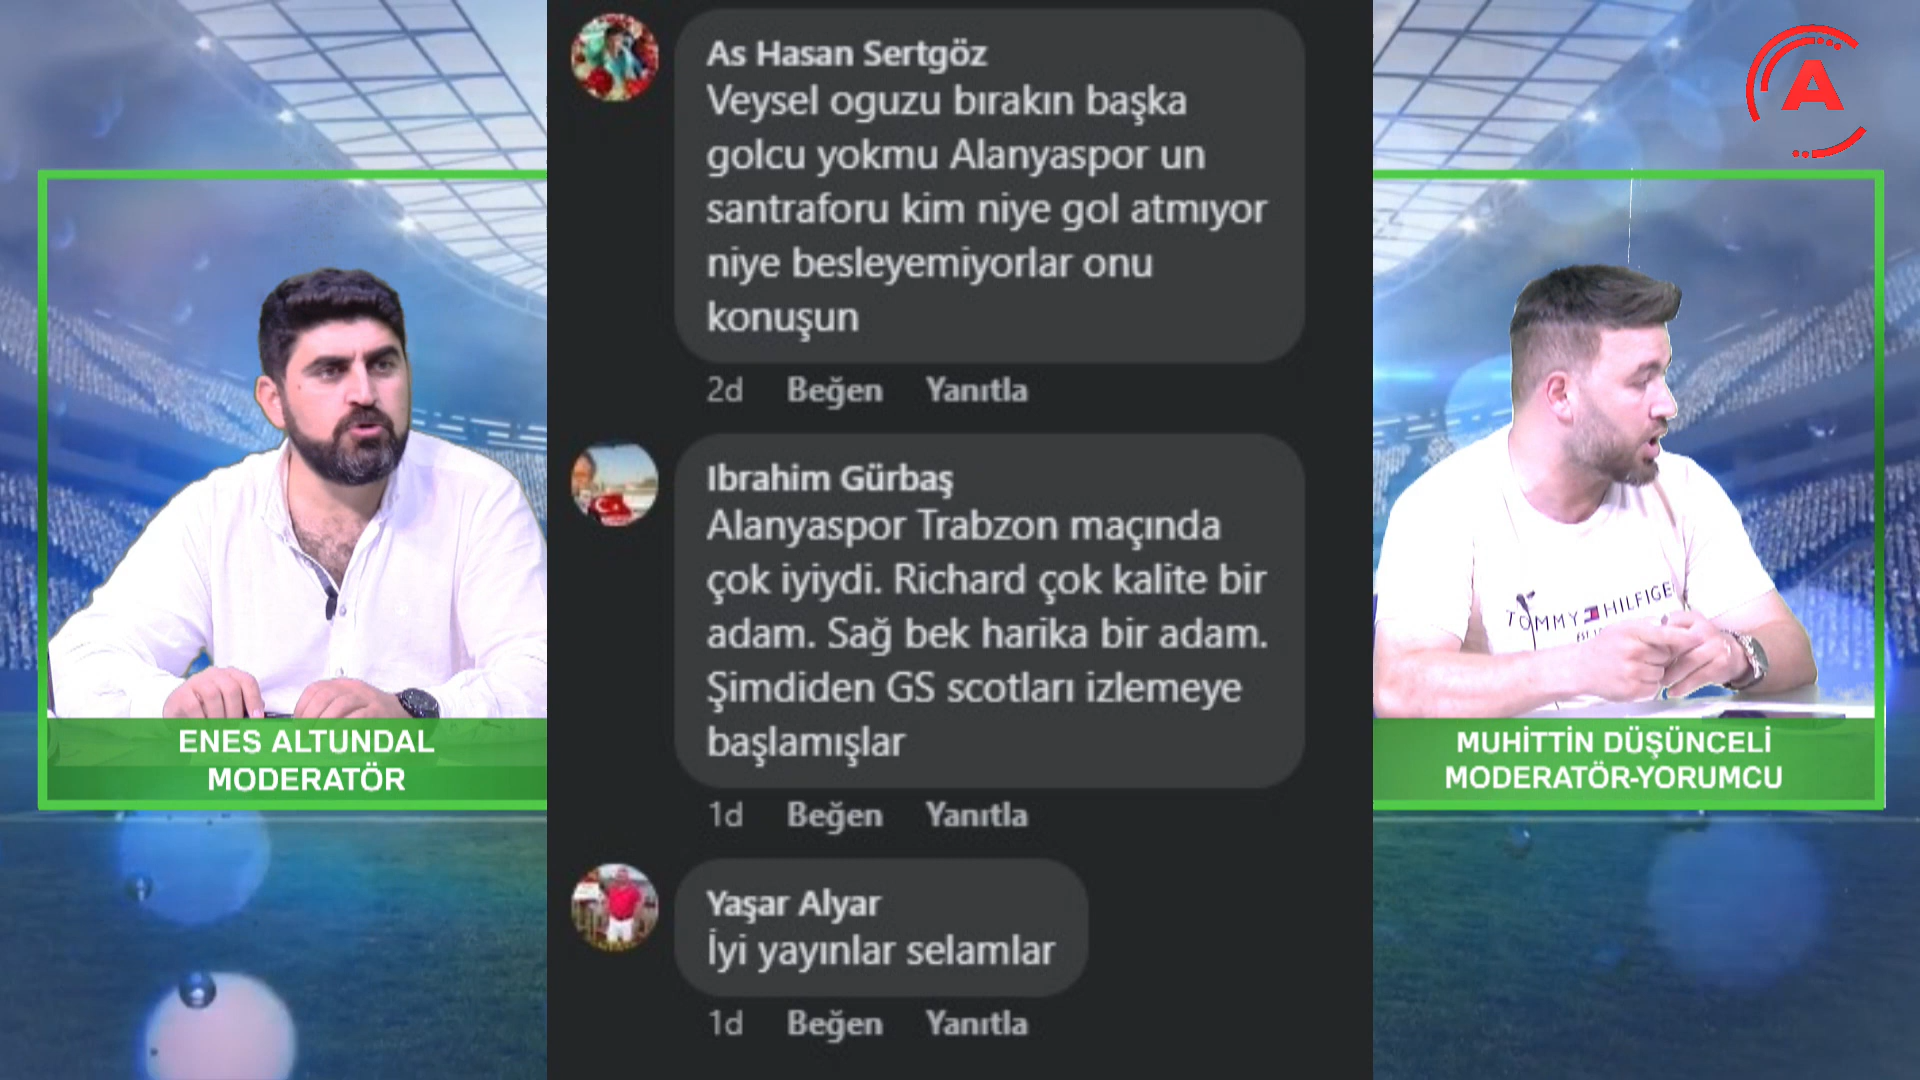 As Hasan Sertgöz
Veysel oguzu bırakın başka
golcu yokmu Alanyaspor un
santraforu kim niye gol atmıyor
niye besleyemiyorlar onu
konuşun
2d Beğen Yanıtla
Ibrahim Gürbaş
Alanyaspor Trabzon maçında
çok iyiydi. Richard çok kalite bir
adam. Sağ bek harika bir adam.
Şimdiden GS scotları izlemeye
başlamışlar
1d Beğen Yanıtla
Yaşar Alyar
İyi yayınlar selamlar
1d Beğen Yanıtla
ENES ALTUNDAL
MODERATÖR
A
TOMMY HILFIGE
MUHİTTİN DÜŞÜNCELİ
MODERATÖR-YORUMCU